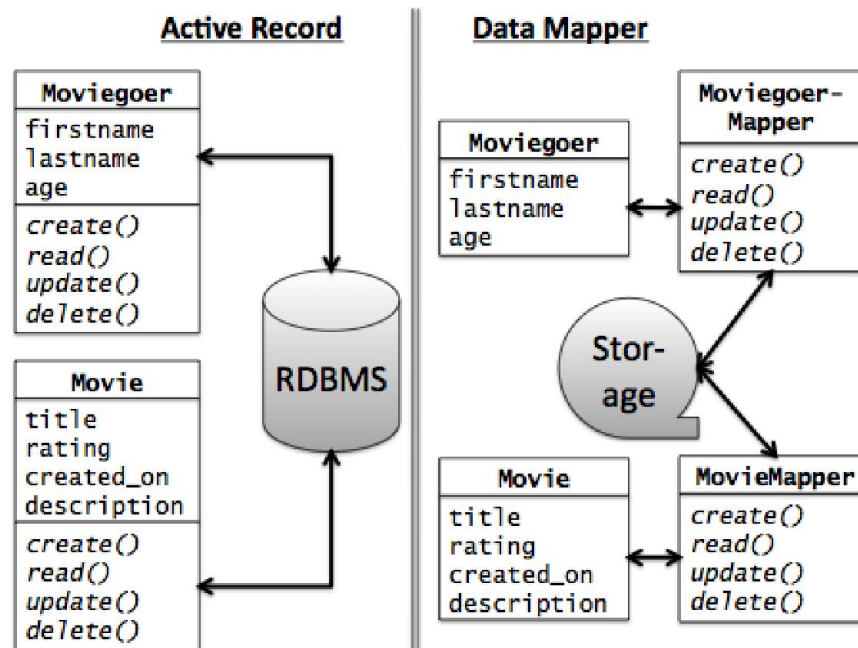 Active Record
Moviegoer
firstname
lastname
age
create()
read()
update()
delete()
RDBMS
Movie
title
rating
created_on
description
create()
read()
update()
delete()
Data Mapper
Moviegoer
firstname
lastname
age
Moviegoer-
Mapper
create()
read()
update()
delete()
Stor-
age
Movie
title
rating
created_on
description
MovieMapper
create()
read()
update()
delete()